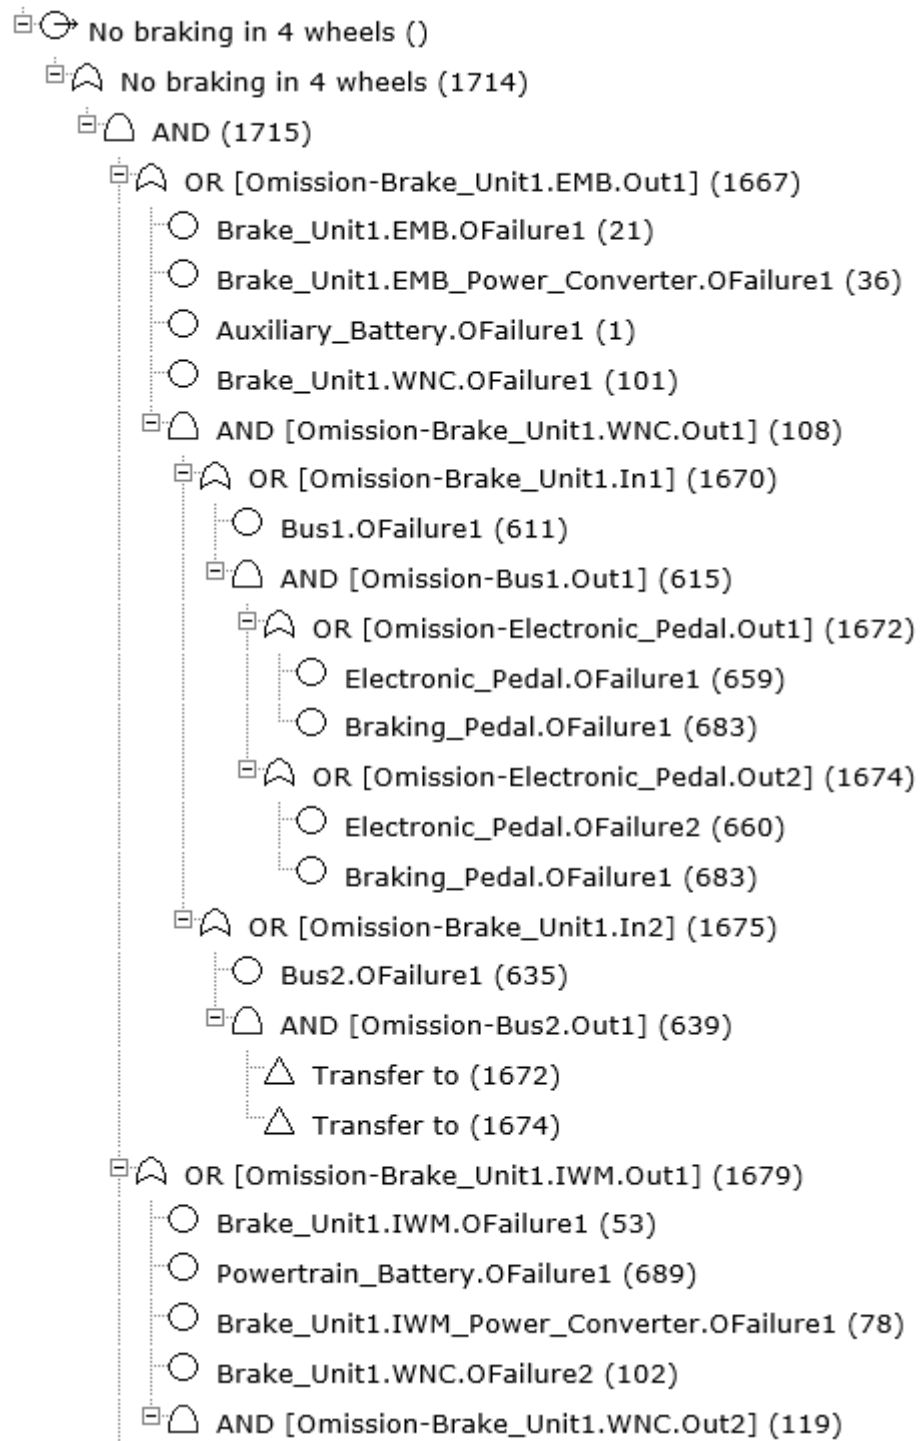 No braking in 4 wheels ()
No braking in 4 wheels (1714)
AND (1715)
OR [Omission-Brake_Unit1.EMB.Out1] (1667)
Brake_Unit1.EMB.OFailure1 (21)
Brake_Unit1.EMB_Power_Converter.OFailure1 (36)
Auxiliary_Battery.OFailure1 (1)
Brake_Unit1.WNC.OFailure1 (101)
AND [Omission-Brake_Unit1.WNC.Out1] (108)
OR [Omission-Brake_Unit1.In1] (1670)
Bus1.OFailure1 (611)
AND [Omission-Bus1.Out1] (615)
OR [Omission-Electronic_Pedal.Out1] (1672)
Electronic_Pedal.OFailure1 (659)
Braking_Pedal.OFailure1 (683)
OR [Omission-Electronic_Pedal.Out2] (1674)
Electronic_Pedal.OFailure2 (660)
Braking_Pedal.OFailure1 (683)
OR [Omission-Brake_Unit1.In2] (1675)
Bus2.OFailure1 (635)
AND [Omission-Bus2.Out1] (639)
Transfer to (1672)
Transfer to (1674)
OR [Omission-Brake_Unit1.IWM.Out1] (1679)
Brake_Unit1.IWM.OFailure1 (53)
Powertrain_Battery.OFailure1 (689)
Brake_Unit1.IWM_Power_Converter.OFailure1 (78)
Brake_Unit1.WNC.OFailure2 (102)
AND [Omission-Brake_Unit1.WNC.Out2] (119)